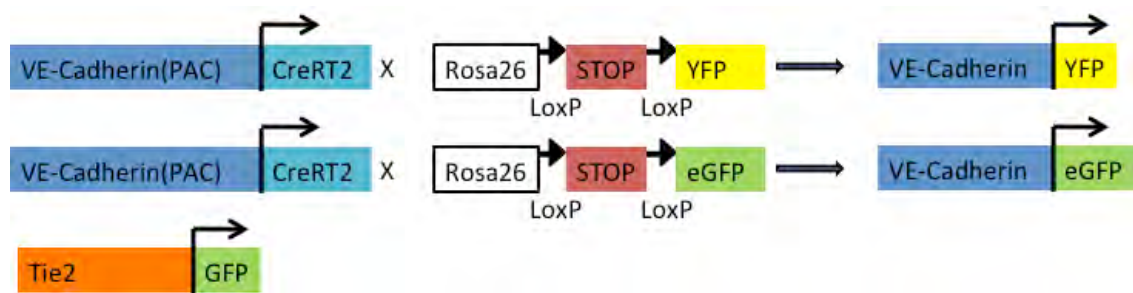 VE-Cadherin(PAC) CreRT2 X Rosa26 STOP YFP VE-Cadherin YFP
LoxP LoxP
VE-Cadherin(PAC) CreRT2 X Rosa26 STOP eGFP VE-Cadherin eGFP
LoxP LoxP
Tie2 GFP